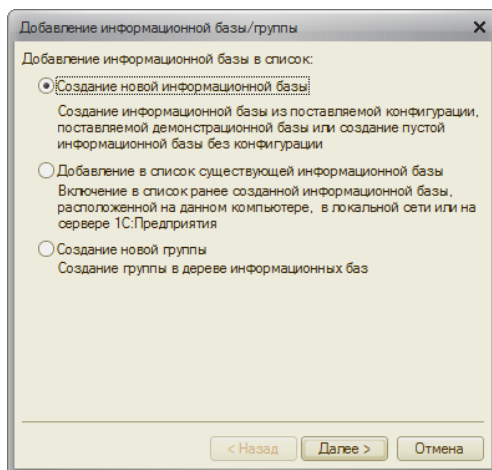 Добавление информационной базы/группы
Добавление информационной базы в список:
Создание новой информационной базы
Создание информационной базы из поставляемой конфигурации,
поставляемой демонстрационной базы или создание пустой
информационной базы без конфигурации
Добавление в список существующей информационной базы
Включение в список ранее созданной информационной базы,
расположенной на данном компьютере, в локальной сети или на
сервере 1С:Предприятия
Создание новой группы
Создание группы в дереве информационных баз
< Назад Далее > Отмена